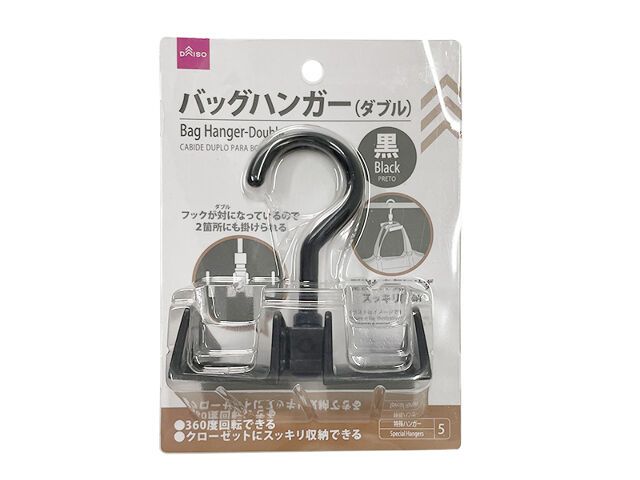 DAISO
バッグハンガー(ダブル)
Bag Hanger-Double
CABIDE DUPLO PARA
黒
Black
PRETO
ダブル
フックが対になっているので
2箇所にも掛けられる
スッキリ
●360度回転できる
●クローゼットにスッキリ収納できる
特殊ハンガー
Special Hangers
5